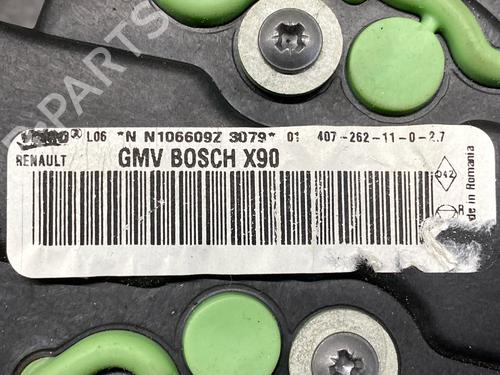 Valeo® L06 *N N106609Z 3079* 01 407-262-11-0-2.7
RENAULT GMV BOSCH X90
042
R
de in Romania
B-Parts